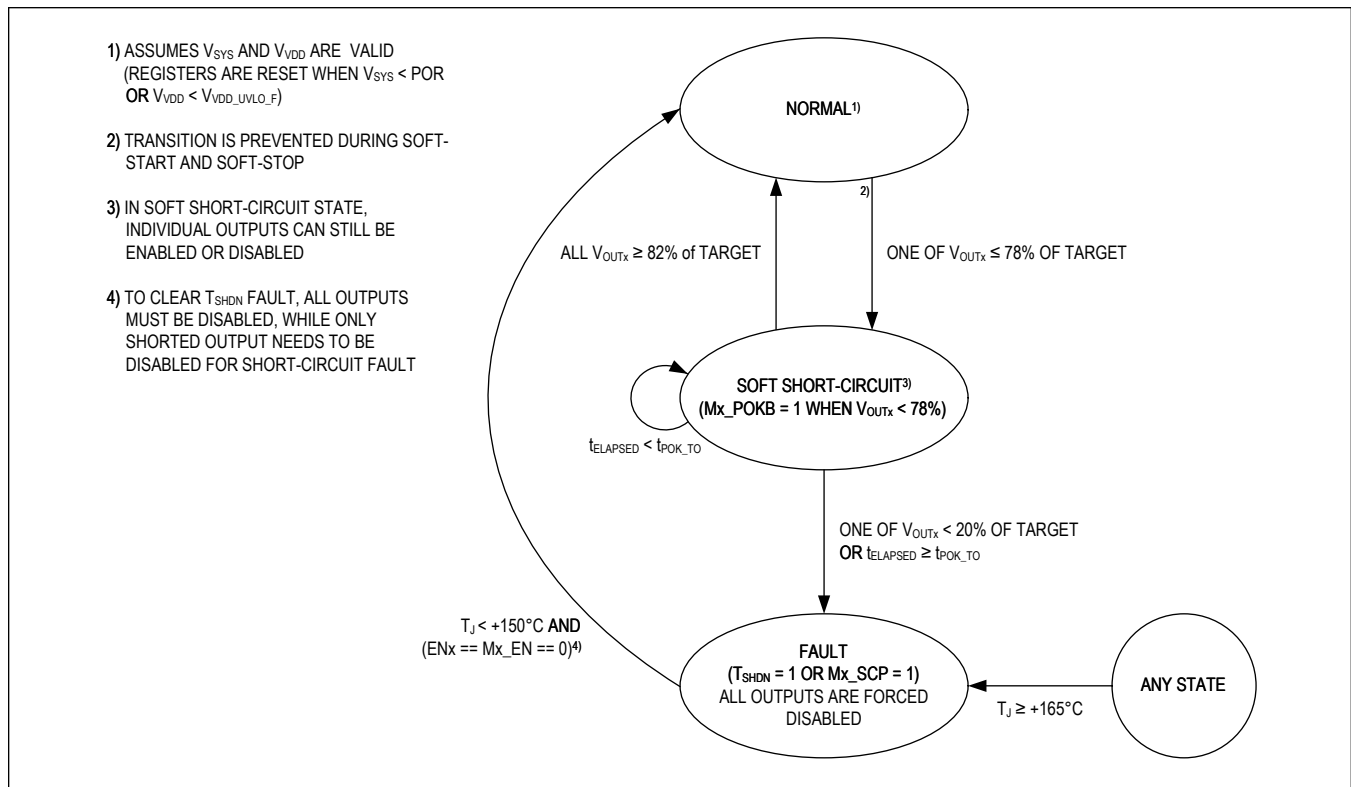 1) ASSUMES VSYS AND VVDD ARE VALID
(REGISTERS ARE RESET WHEN VSYS < POR
OR VVDD < VVDD_UVLO_F)
2) TRANSITION IS PREVENTED DURING SOFT-
START AND SOFT-STOP
3) IN SOFT SHORT-CIRCUIT STATE,
INDIVIDUAL OUTPUTS CAN STILL BE
ENABLED OR DISABLED
4) TO CLEAR TSHDN FAULT, ALL OUTPUTS
MUST BE DISABLED, WHILE ONLY
SHORTED OUTPUT NEEDS TO BE
DISABLED FOR SHORT-CIRCUIT FAULT
NORMAL1)
2)
ALL VOUTx ≥ 82% of TARGET
ONE OF VOUTx ≤ 78% OF TARGET
SOFT SHORT-CIRCUIT3)
(Mx_POKB = 1 WHEN VOUTx < 78%)
tELAPSED < tPOK_TO
ONE OF VOUTx < 20% OF TARGET
OR tELAPSED ≥ tPOK_TO
TJ < +150°C AND
(ENx == Mx_EN == 0)4)
FAULT
(TSHDN = 1 OR Mx_SCP = 1)
ALL OUTPUTS ARE FORCED
DISABLED
TJ ≥ +165°C
ANY STATE